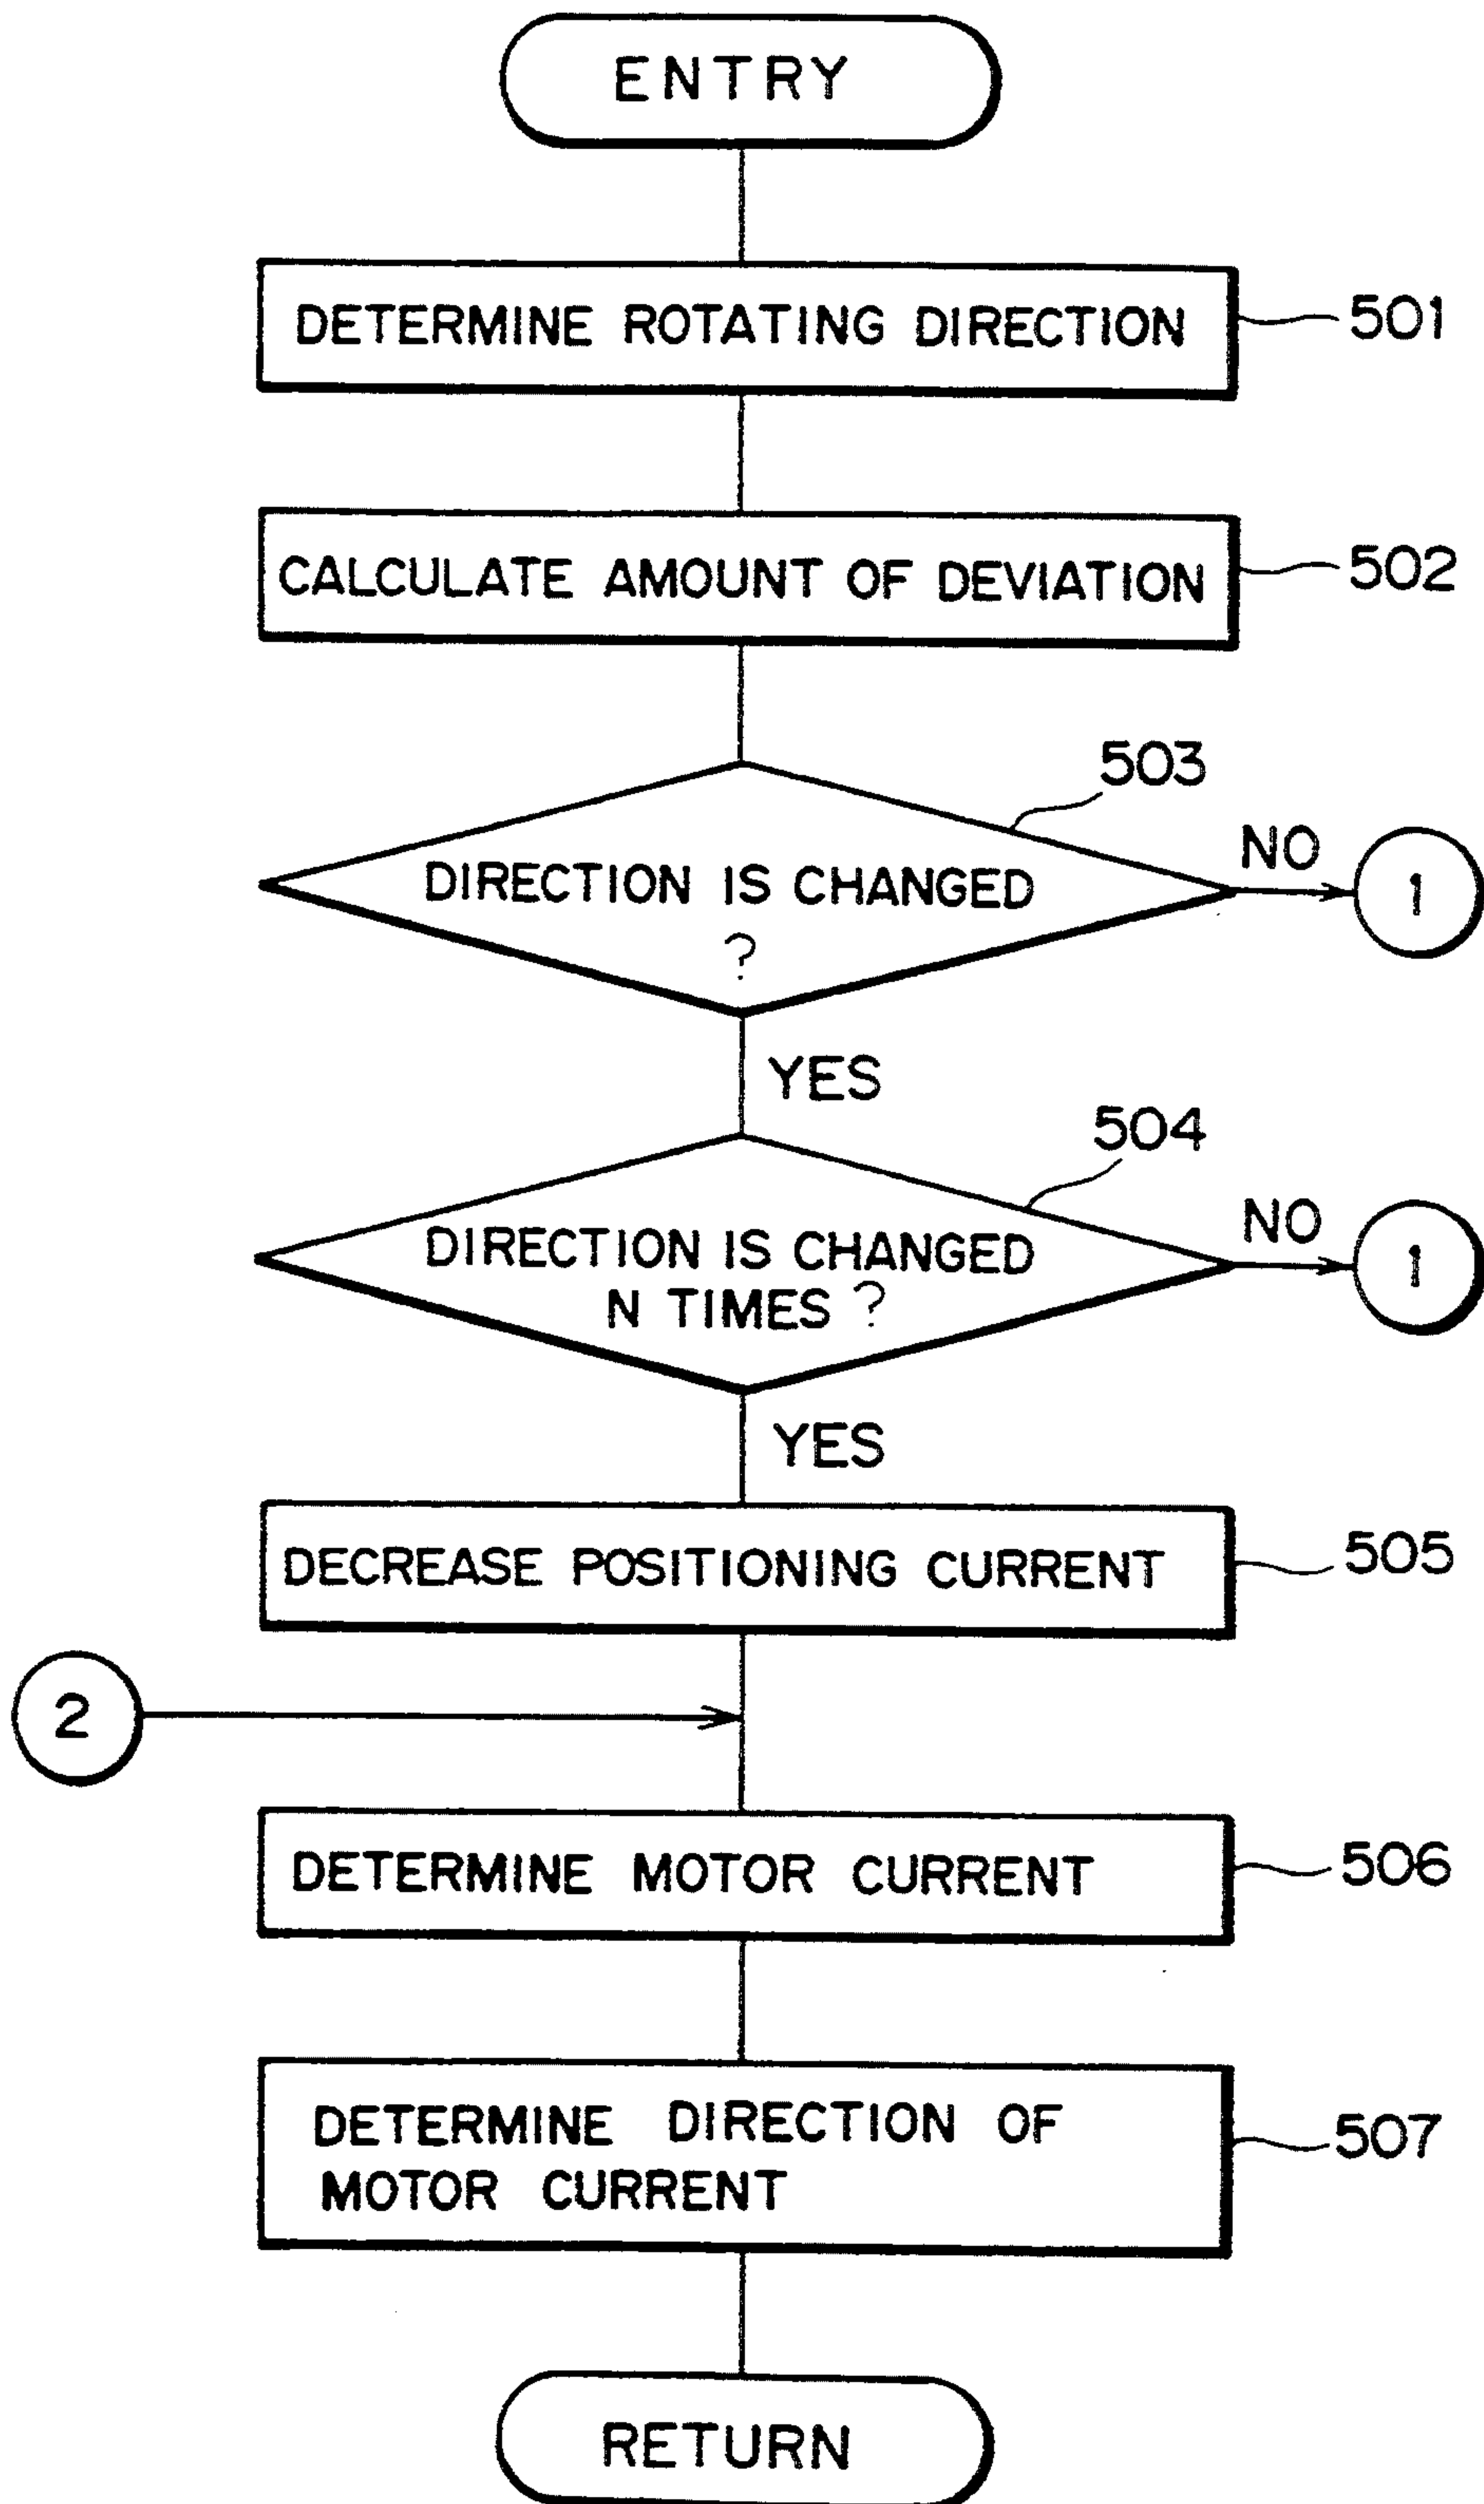 ENTRY
DETERMINE ROTATING DIRECTION
501
CALCULATE AMOUNT OF DEVIATION
502
503
DIRECTION IS CHANGED
?
NO
1
YES
504
DIRECTION IS CHANGED
N TIMES ?
NO
1
YES
DECREASE POSITIONING CURRENT
505
2
DETERMINE MOTOR CURRENT
506
DETERMINE DIRECTION OF
MOTOR CURRENT
507
RETURN